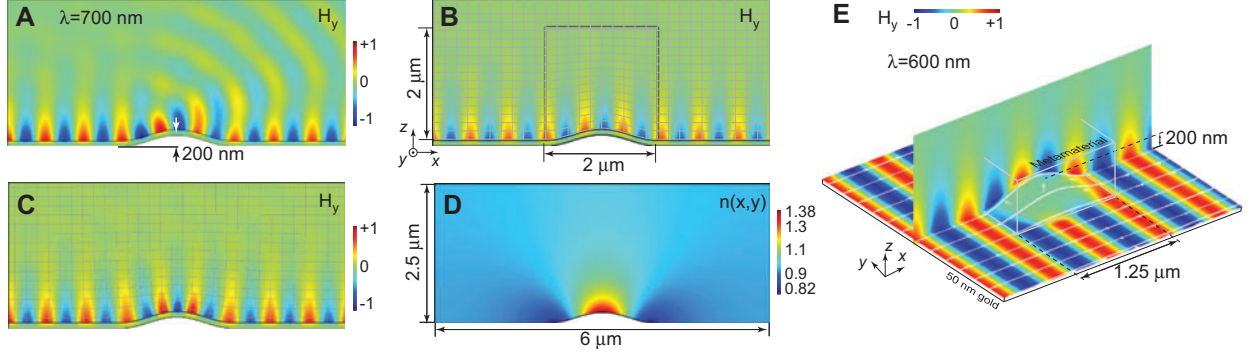 A
λ=700 nm
H_y
+1
0
-1
200 nm
B
H_y
2 μm
z
y
x
2 μm
C
H_y
+1
0
-1
D
n(x,y)
2.5 μm
6 μm
1.38
1.3
1.1
0.9
0.82
E
H_y
-1
0
+1
λ=600 nm
Metamaterial
200 nm
z
y
x
50 nm gold
1.25 μm